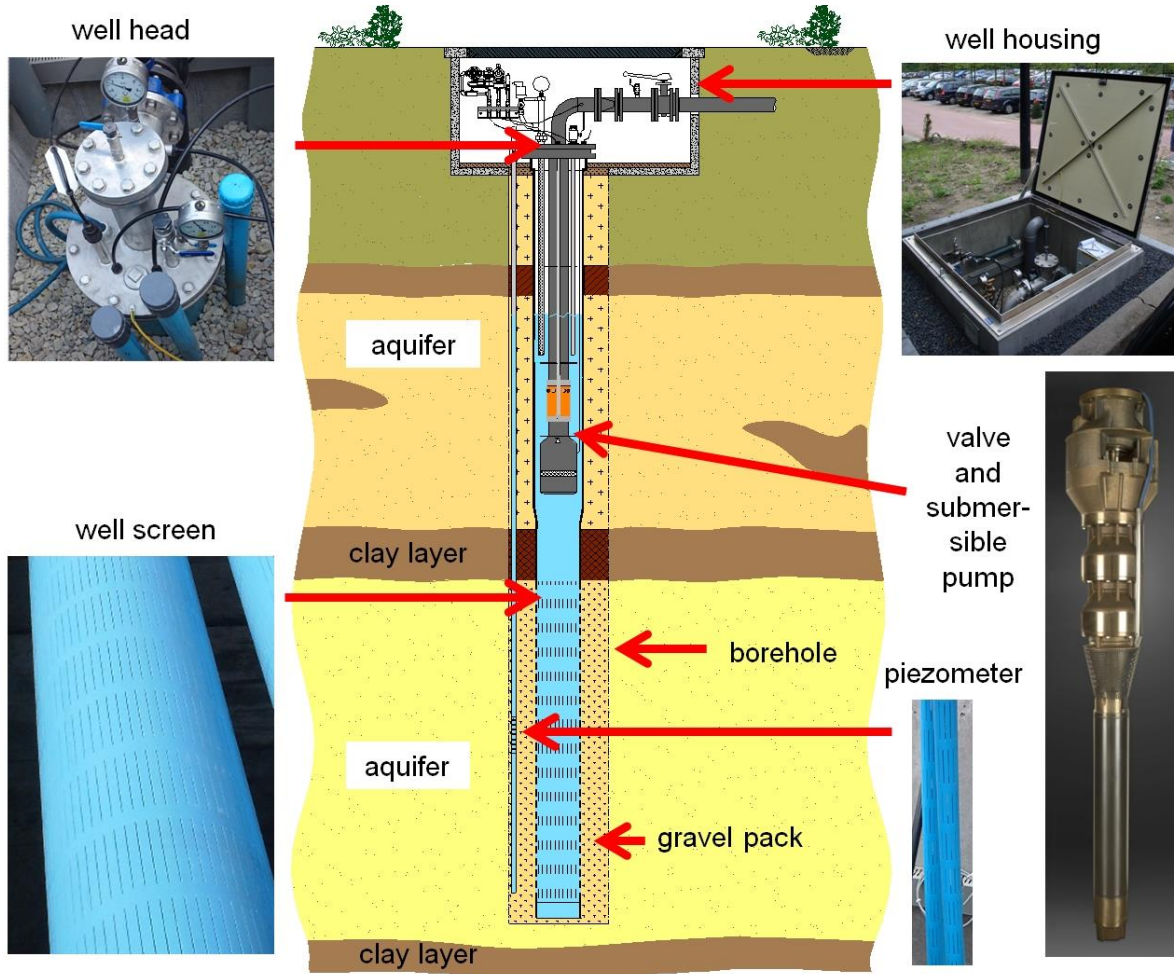 well head
well housing
aquifer
valve
and
submer-
sible
pump
well screen
clay layer
borehole
piezometer
aquifer
gravel pack
clay layer